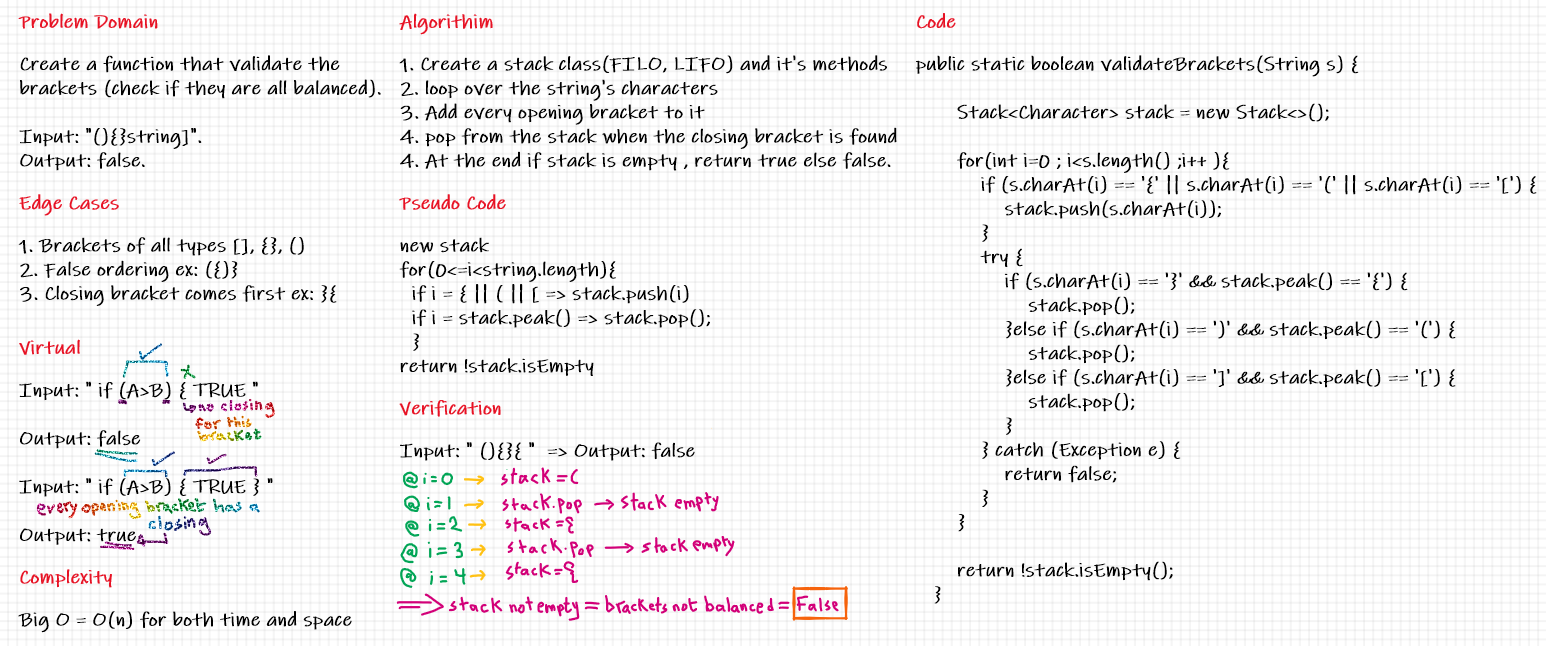 Problem Domain
Create a function that validate the
brackets (check if they are all balanced).
Input: "(){}string]".
Output: false.
Edge Cases
1. Brackets of all types [], {}, ()
2. False ordering ex: ({)}
3. Closing bracket comes first ex: }{
Virtual
Input: " if (A>B) { TRUE "
no closing
for this
bracket
Output: false
Input: " if (A>B) { TRUE } "
every opening bracket has a
closing
Output: true
Complexity
Big O = O(n) for both time and space
Algorithim
1. Create a stack class(FILO, LIFO) and it's methods
2. loop over the string's characters
3. Add every opening bracket to it
4. pop from the stack when the closing bracket is found
4. At the end if stack is empty , return true else false.
Pseudo Code
new stack
for(0<=i<string.length){
if i = { || ( || [ => stack.push(i)
if i = stack.peak() => stack.pop();
}
return !stack.isEmpty
Verification
Input: " (){}{ " => Output: false
@ i=0 → stack = (
@ i=1 → stack.pop → stack empty
@ i=2 → stack ={
@ i=3 → stack.pop → stack empty
@ i=4 → stack={
⟹ stack not empty = brackets not balanced = False
Code
public static boolean validateBrackets(String s) {
Stack<Character> stack = new Stack<>();
for(int i=0 ; i<s.length() ;i++ ){
if (s.charAt(i) == '{' || s.charAt(i) == '(' || s.charAt(i) == '[') {
stack.push(s.charAt(i));
}
try {
if (s.charAt(i) == '}' && stack.peak() == '{') {
stack.pop();
}else if (s.charAt(i) == ')' && stack.peak() == '(') {
stack.pop();
}else if (s.charAt(i) == ']' && stack.peak() == '[') {
stack.pop();
}
} catch (Exception e) {
return false;
}
}
return !stack.isEmpty();
}